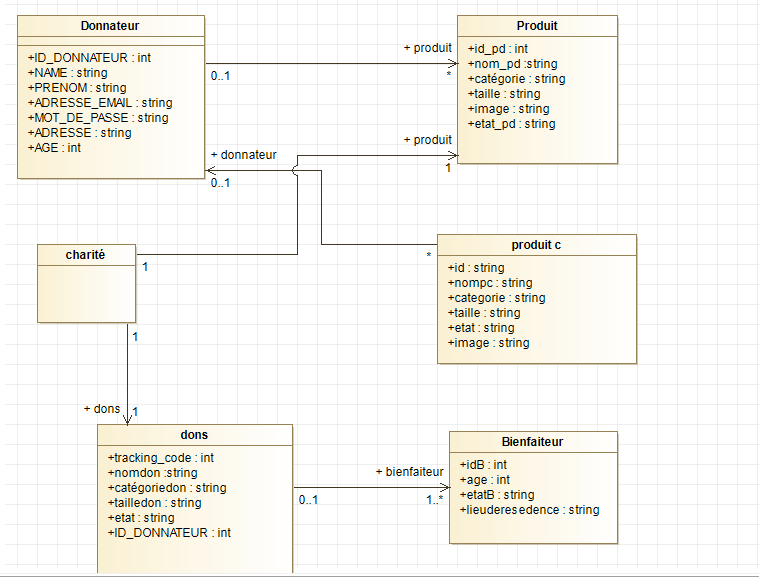 Donnateur
+ID_DONNATEUR : int
+NAME : string
+PRENOM : string
+ADRESSE_EMAIL : string
+MOT_DE_PASSE : string
+ADRESSE : string
+AGE : int
+ produit
0..1
*
Produit
+id_pd : int
+nom_pd :string
+catégorie : string
+taille : string
+image : string
+etat_pd : string
+ produit
1
+ donnateur
0..1
charité
1
1
*
produit c
+id : string
+nompc : string
+categorie : string
+taille : string
+etat : string
+image : string
+ dons
1
dons
+tracking_code : int
+nomdon :string
+catégoriedon : string
+tailledon : string
+etat : string
+ID_DONNATEUR : int
+ bienfaiteur
0..1
1..*
Bienfaiteur
+idB : int
+age : int
+etatB : string
+lieuderesedence : string